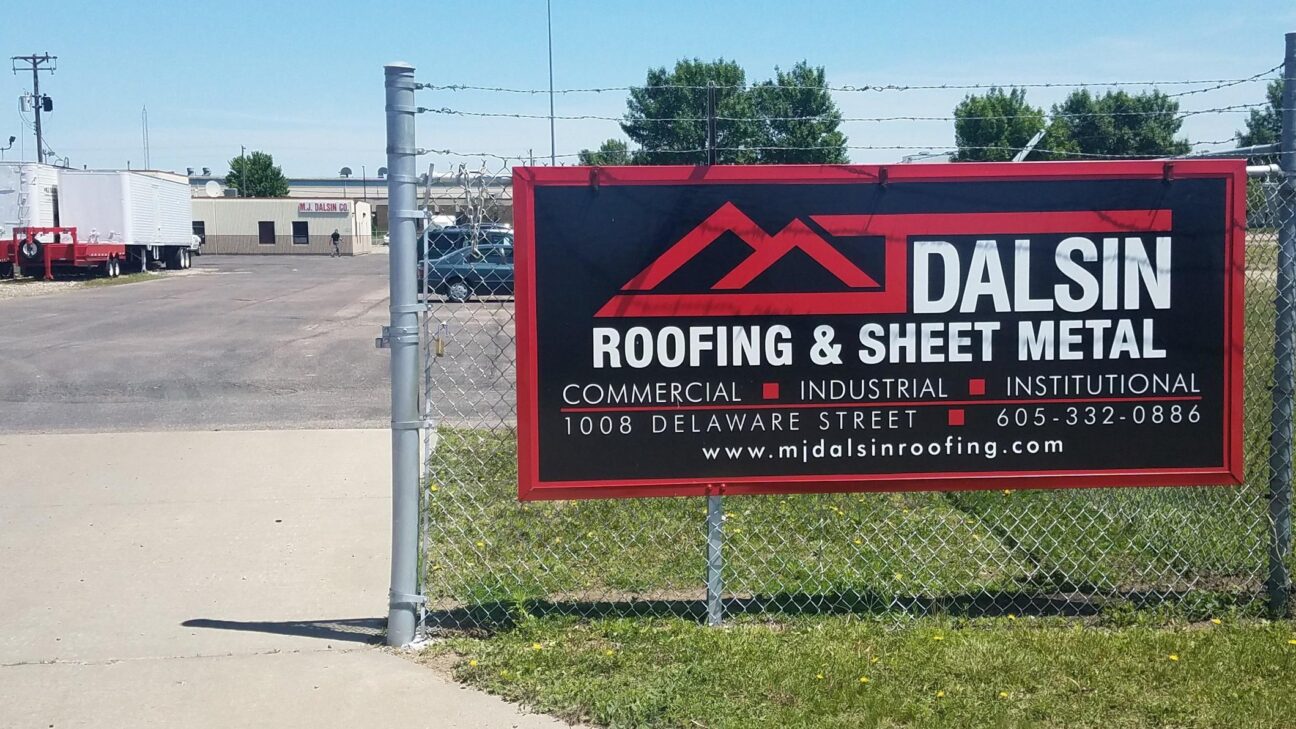 M.J. DALSIN CO.
DALSIN
ROOFING & SHEET METAL
COMMERCIAL ■ INDUSTRIAL ■ INSTITUTIONAL
1008 DELAWARE STREET ■ 605-332-0886
www.mjdalsinroofing.com